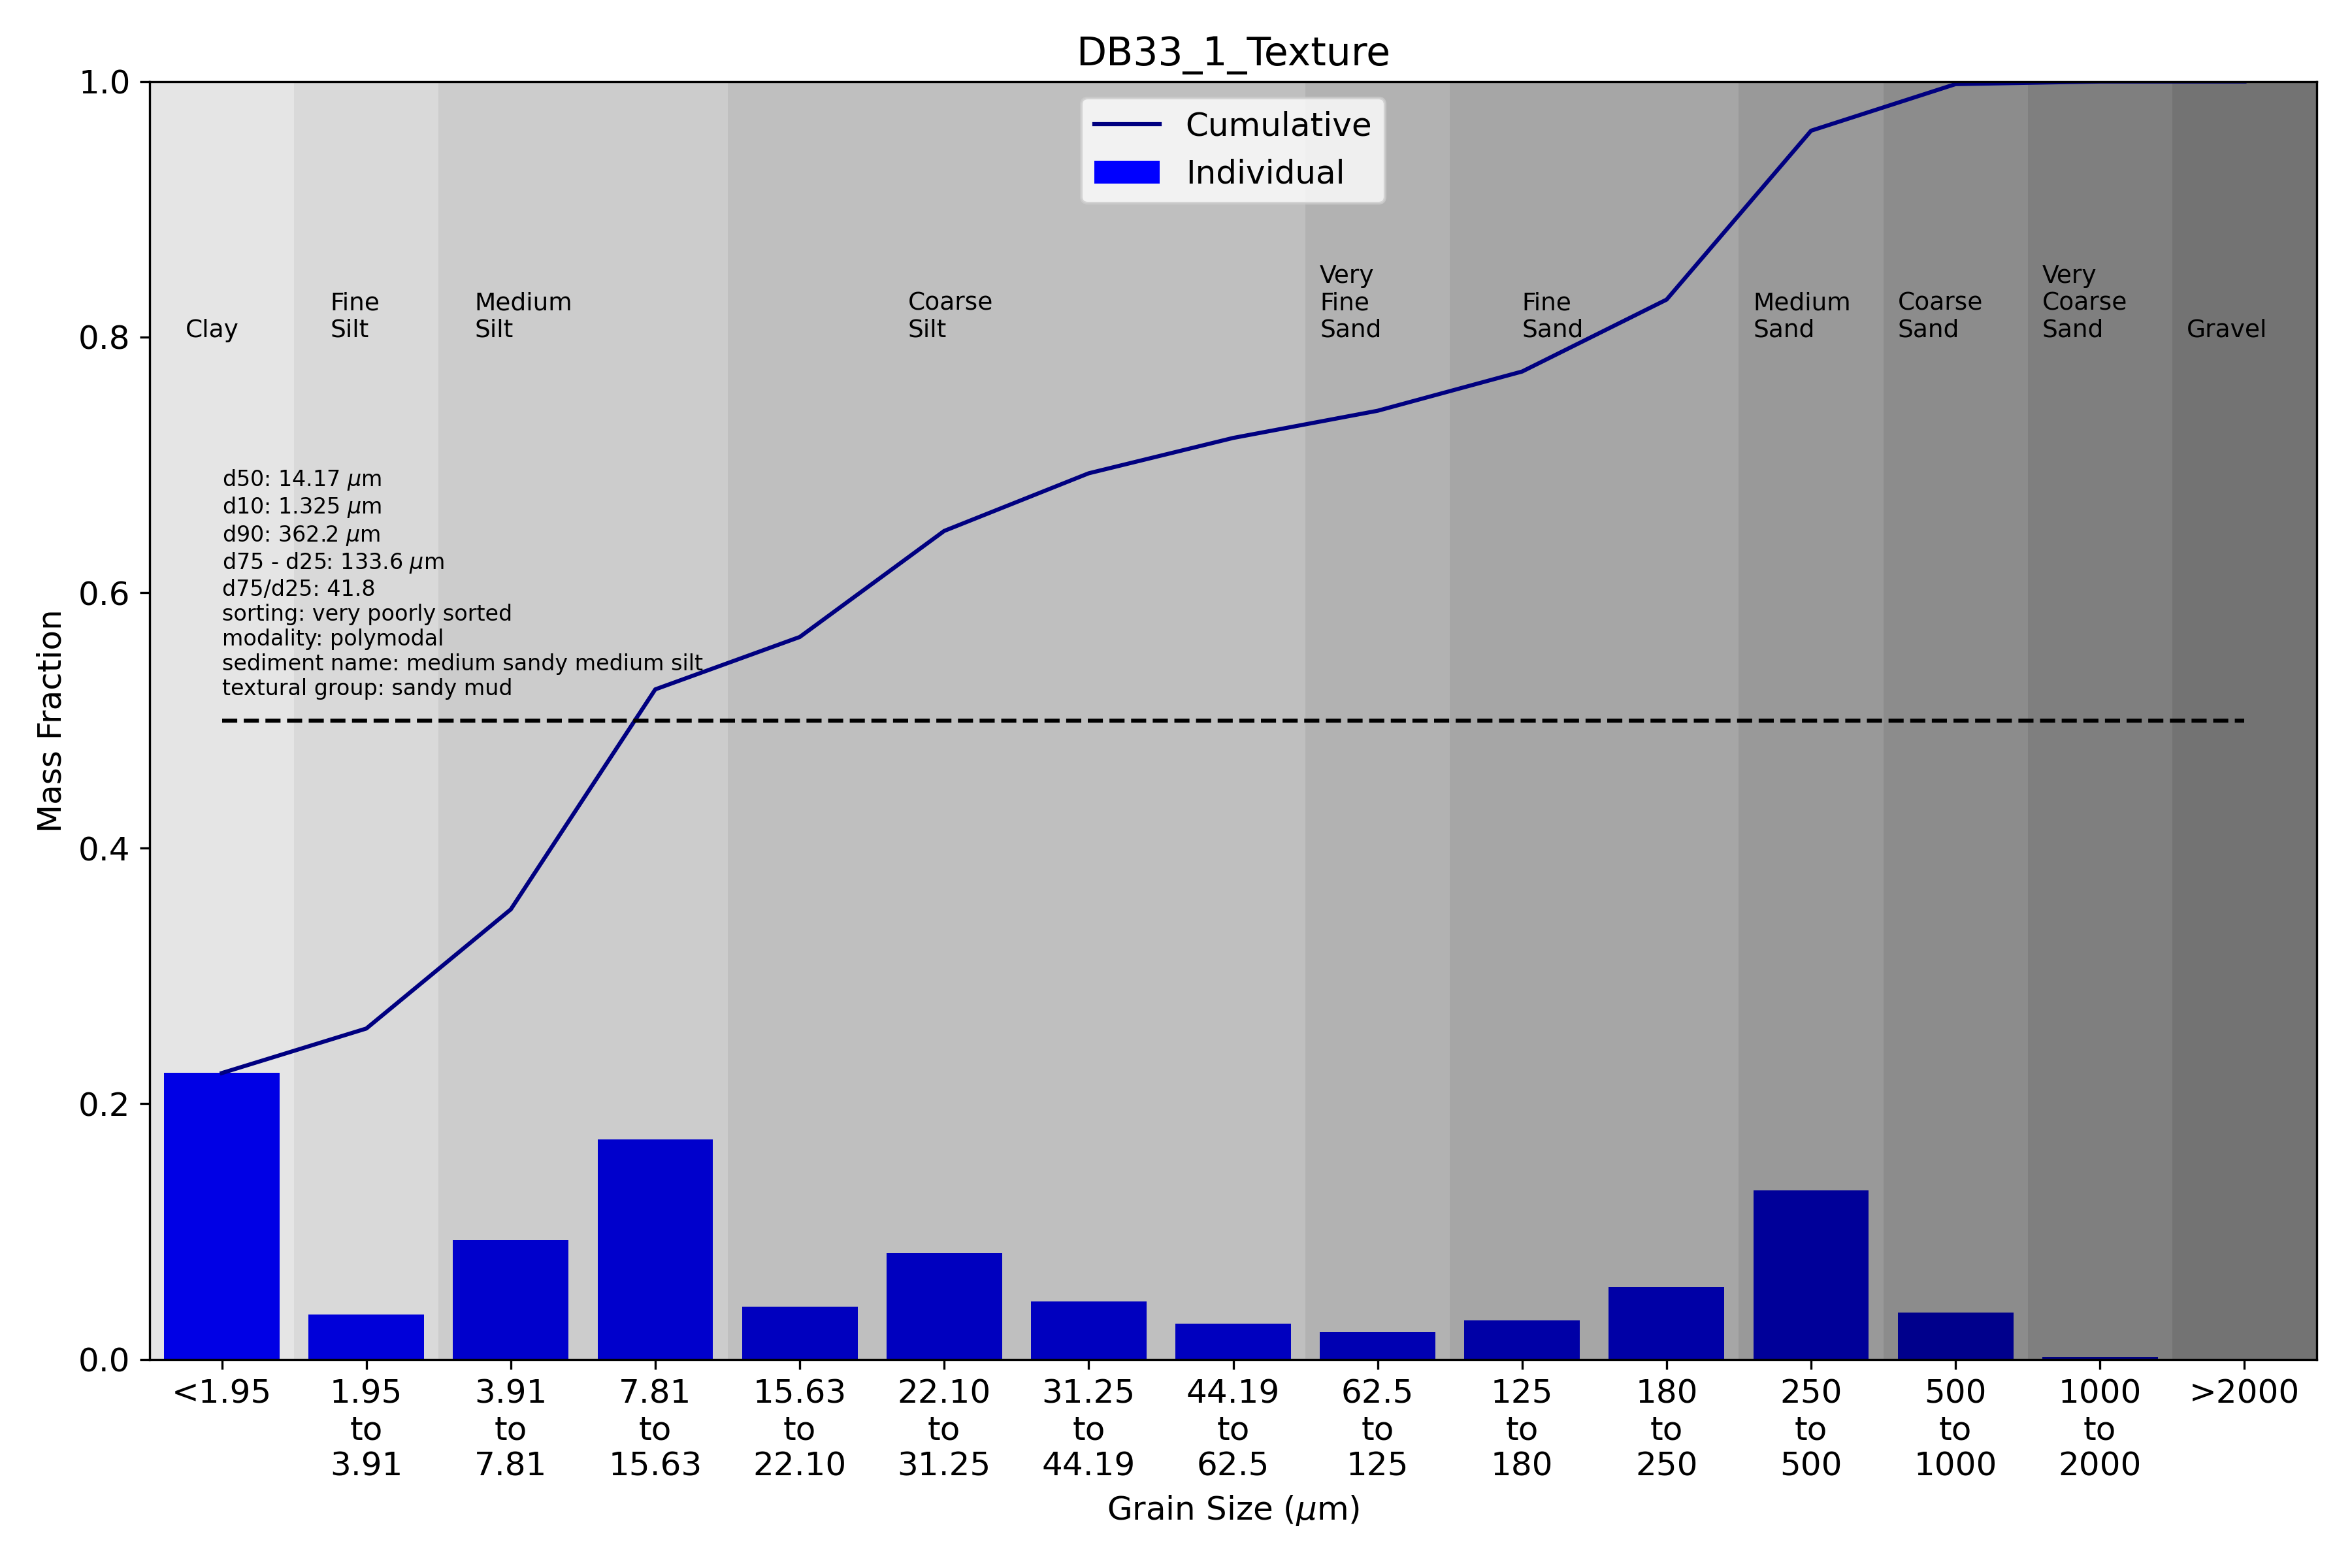 DB33_1_Texture
1.0
0.8
0.6
0.4
0.2
0.0
Mass Fraction
Cumulative
Individual
Clay
Fine
Silt
Medium
Silt
Coarse
Silt
Very
Fine
Sand
Fine
Sand
Medium
Sand
Coarse
Sand
Very
Coarse
Sand
Gravel
d50: 14.17 μm
d10: 1.325 μm
d90: 362.2 μm
d75 - d25: 133.6 μm
d75/d25: 41.8
sorting: very poorly sorted
modality: polymodal
sediment name: medium sandy medium silt
textural group: sandy mud
<1.95
1.95
to
3.91
3.91
to
7.81
7.81
to
15.63
15.63
to
22.10
22.10
to
31.25
31.25
to
44.19
44.19
to
62.5
62.5
to
125
125
to
180
180
to
250
250
to
500
500
to
1000
1000
to
2000
>2000
Grain Size (μm)